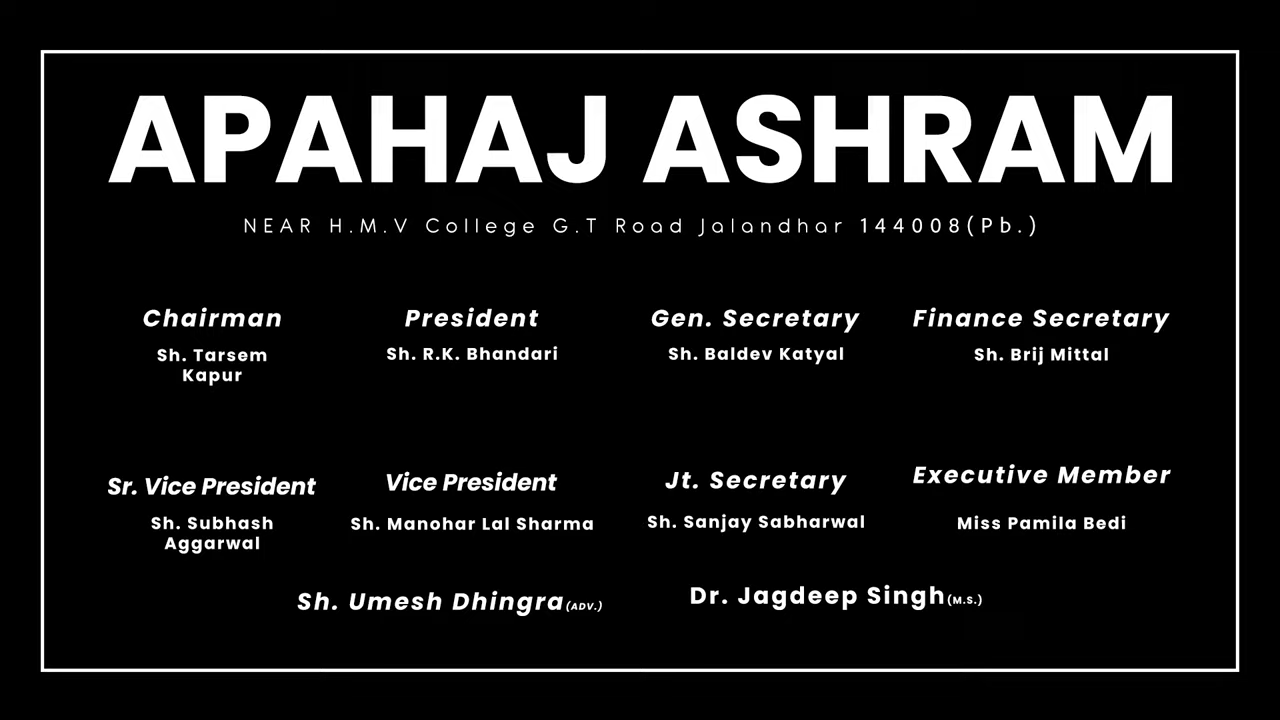 APAHAJ ASHRAM
NEAR H.M.V College G.T Road Jalandhar 144008(Pb.)
Chairman
Sh. Tarsem
Kapur
President
Sh. R.K. Bhandari
Gen. Secretary
Sh. Baldev Katyal
Finance Secretary
Sh. Brij Mittal
Sr. Vice President
Sh. Subhash
Aggarwal
Vice President
Sh. Manohar Lal Sharma
Jt. Secretary
Sh. Sanjay Sabharwal
Executive Member
Miss Pamila Bedi
Sh. Umesh Dhingra(ADV.)
Dr. Jagdeep Singh(M.S.)